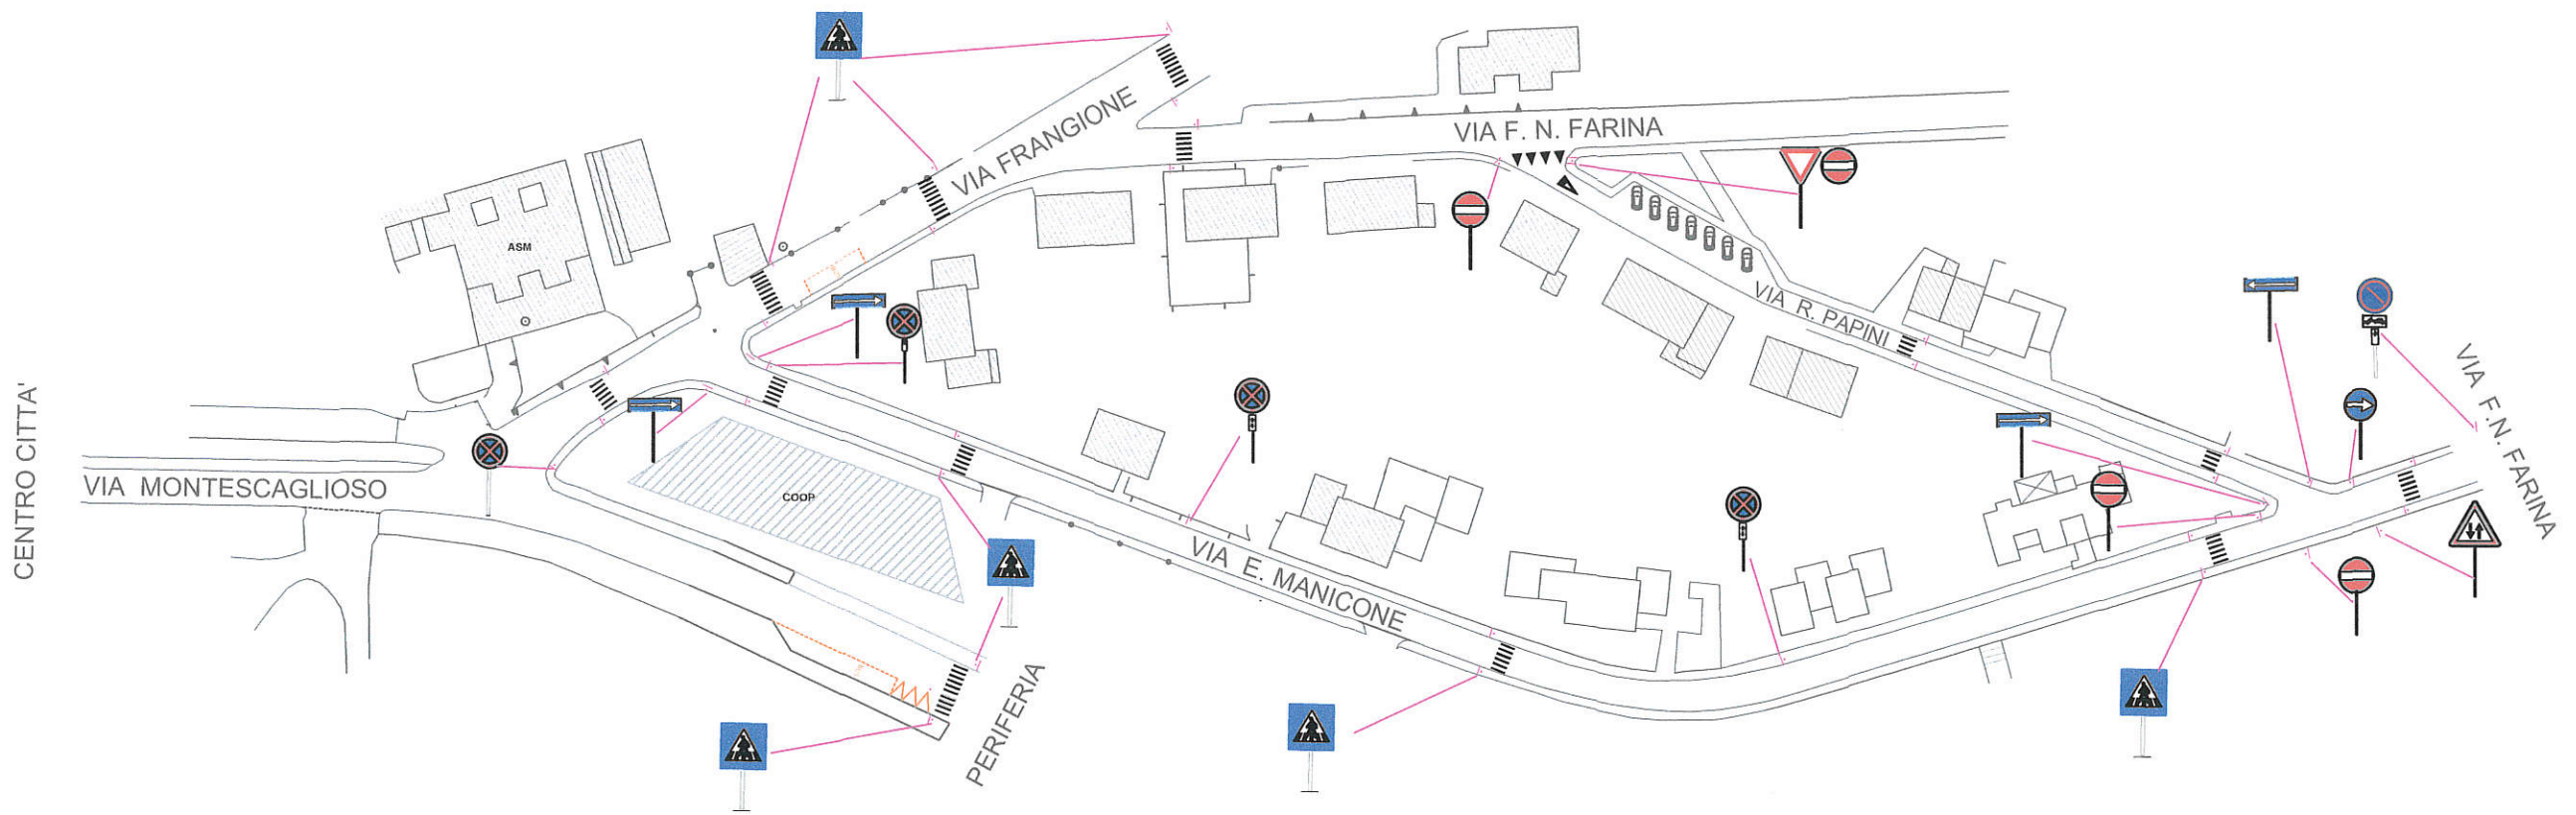 CENTRO CITTA'
VIA MONTESCAGLIOSO
ASM
VIA FRANGIONE
VIA F. N. FARINA
VIA R. PAPINI
VIA F.N. FARINA
COOP
VIA E. MANICONE
PERIFERIA